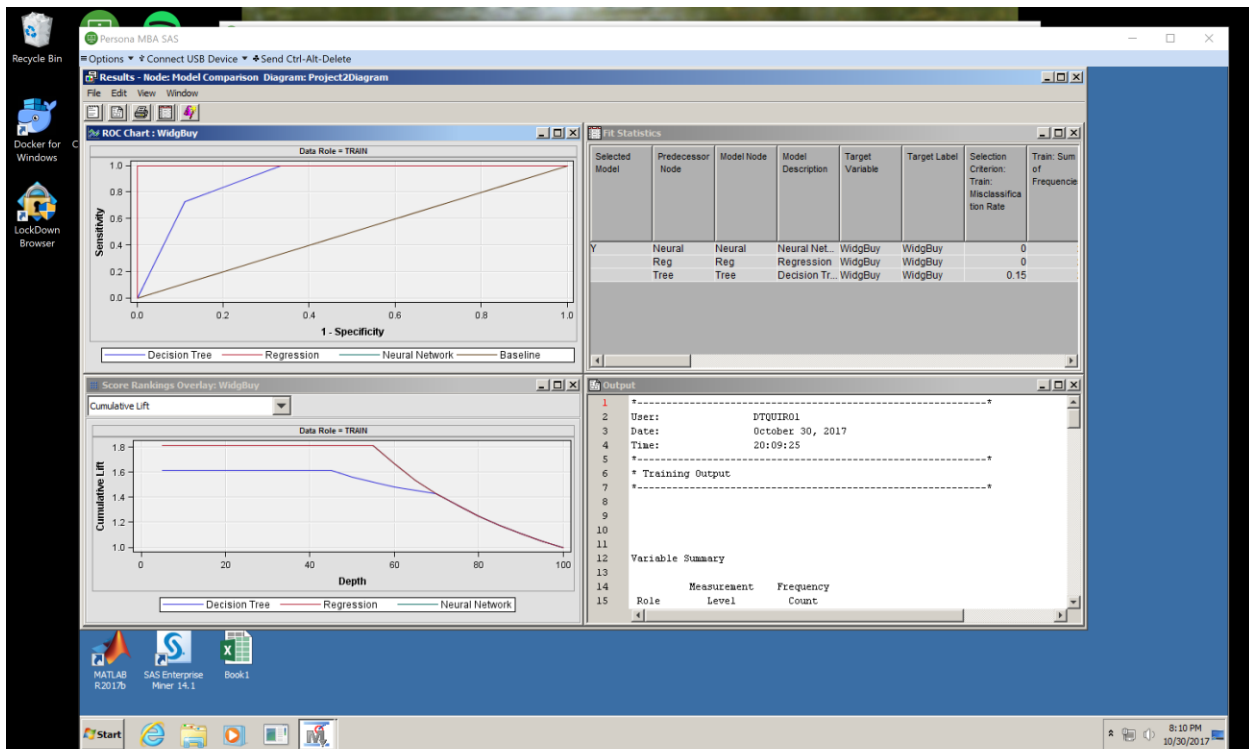 Recycle Bin
Docker for
Windows
C
LockDown
Browser
Persona MBA SAS
Options Connect USB Device Send Ctrl-Alt-Delete
Results - Node: Model Comparison Diagram: Project2Diagram
File Edit View Window
ROC Chart : WidgBuy
Data Role = TRAIN
Sensitivity
1.0
0.8
0.6
0.4
0.2
0.0
0.0 0.2 0.4 0.6 0.8 1.0
1 - Specificity
Decision Tree Regression Neural Network Baseline
Fit Statistics
Selected Model Predecessor Node Model Node Model Description Target Variable Target Label Selection Criterion: Train: Misclassifica tion Rate Train: Sum of Frequencie
Y Neural Neural Neural Net... WidgBuy WidgBuy 0
Reg Reg Regression WidgBuy WidgBuy 0
Tree Tree Decision Tr... WidgBuy WidgBuy 0.15
Score Rankings Overlay: WidgBuy
Cumulative Lift
Data Role = TRAIN
Cumulative Lift
1.8
1.6
1.4
1.2
1.0
0 20 40 60 80 100
Depth
Decision Tree Regression Neural Network
Output
1 *------------------------------------------------------------*
2 User: DTQUIRO1
3 Date: October 30, 2017
4 Time: 20:09:25
5 *------------------------------------------------------------*
6 * Training Output
7 *------------------------------------------------------------*
8
9
10
11
12 Variable Summary
13
14 Measurement Frequency
15 Role Level Count
MATLAB
R2017b
SAS Enterprise
Miner 14.1
Book1
Start
8:10 PM
10/30/2017